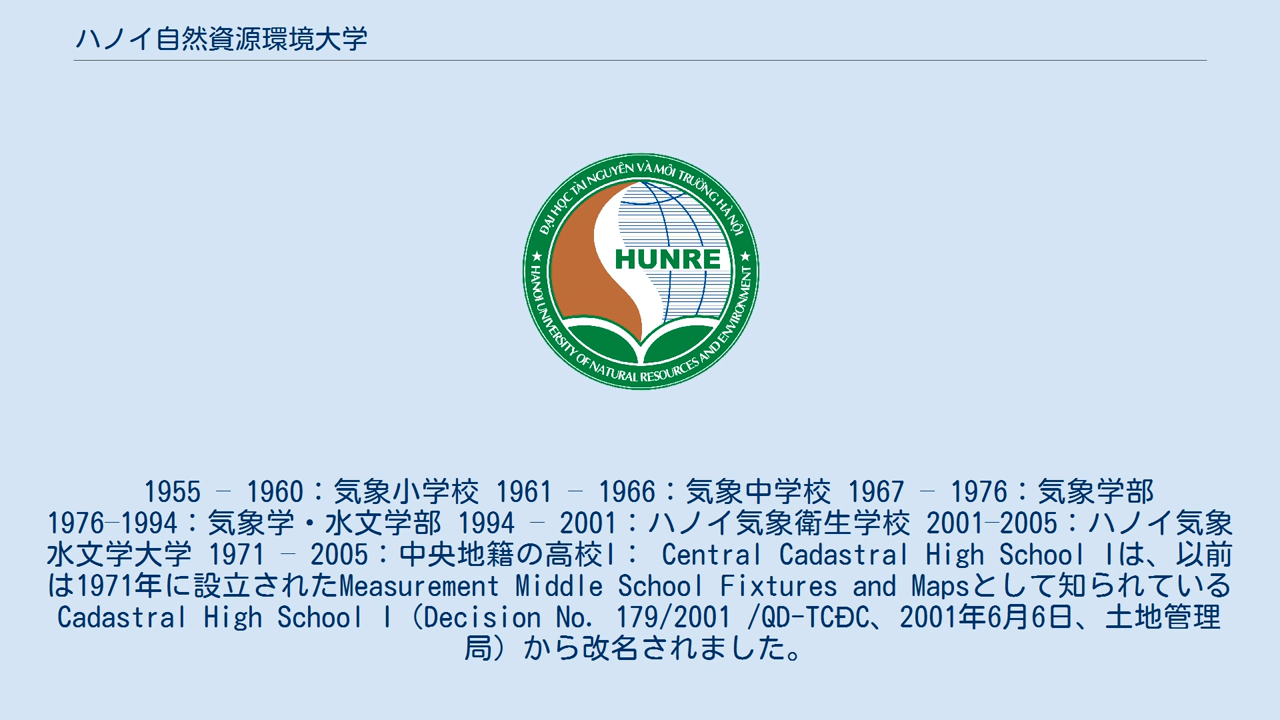 ハノイ自然資源環境大学
ĐẠI HỌC TÀI NGUYÊN VÀ MÔI TRƯỜNG HÀ NỘI
HUNRE
HANOI UNIVERSITY OF NATURAL RESOURCES AND ENVIRONMENT
1955 – 1960：気象小学校 1961 – 1966：気象中学校 1967 – 1976：気象学部
1976–1994：気象学・水文学部 1994 – 2001：ハノイ気象衛生学校 2001–2005：ハノイ気象
水文学大学 1971 – 2005：中央地籍の高校I： Central Cadastral High School Iは、以前
は1971年に設立されたMeasurement Middle School Fixtures and Mapsとして知られている
Cadastral High School I（Decision No. 179/2001 /QD-TCĐC、2001年6月6日、土地管理
局）から改名されました。